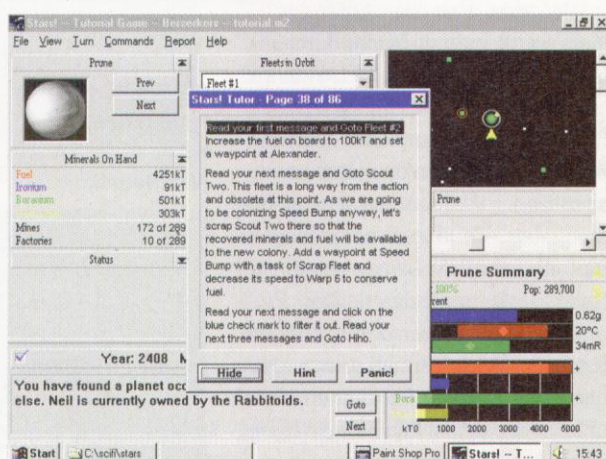 Stars! -- Tutorial Game -- Berserkers -- tutorial.m2
File View Turn Commands Report Help
Prune
Prev
Next
Minerals On Hand
Fuel 4251kT
Ironium 91kT
Boranium 501kT
303kT
Mines 172 of 289
Factories 10 of 289
Status
Year: 2408
You have found a planet occ
else. Neil is currently owned by the Rabbitoids.
Goto
Next
Fleets in Orbit
Fleet #1
Stars! Tutor - Page 38 of 86
Read your first message and Goto Fleet #2.
Increase the fuel on board to 100kT and set
a waypoint at Alexander.
Read your next message and Goto Scout
Two. This fleet is a long way from the action
and obsolete at this point. As we are going
to be colonizing Speed Bump anyway, let's
scrap Scout Two there so that the
recovered minerals and fuel will be available
to the new colony. Add a waypoint at Speed
Bump with a task of Scrap Fleet and
decrease its speed to Warp 6 to conserve
fuel.
Read your next message and click on the
blue check mark to filter it out. Read your
next three messages and Goto Hiho.
Hide
Hint
Panic!
Prune
Prune Summary
100% Pop: 289,700
rent
0.62g
20°C
34mR
Bora
kT 0 1000 2000 3000 4000 5000
Start
C:\scifi\stars
Paint Shop Pro
Stars! -- T...
15:43